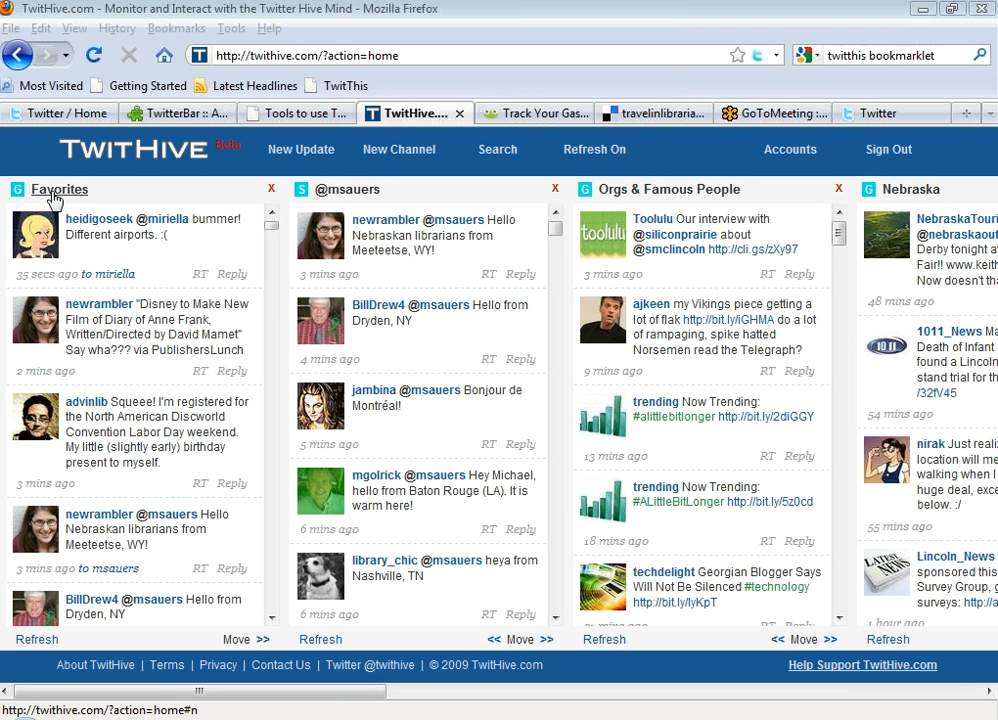 TwitHive.com - Monitor and Interact with the Twitter Hive Mind - Mozilla Firefox
File Edit View History Bookmarks Tools Help
http://twithive.com/?action=home
twitthis bookmarklet
Most Visited Getting Started Latest Headlines TwitThis
Twitter / Home
TwitterBar :: A...
Tools to use T...
TwitHive....
Track Your Gas...
travelinlibraria...
GoToMeeting :...
Twitter
TWITHIVE Beta New Update New Channel Search Refresh On Accounts Sign Out
G Favorites X
heidigoseek @miriella bummer!
Different airports. :(
35 secs ago to miriella RT Reply
newrambler "Disney to Make New
Film of Diary of Anne Frank,
Written/Directed by David Mamet"
Say wha??? via PublishersLunch
2 mins ago RT Reply
advinlib Squeee! I'm registered for
the North American Discworld
Convention Labor Day weekend.
My little (slightly early) birthday
present to myself.
3 mins ago RT Reply
newrambler @msauers Hello
Nebraskan librarians from
Meeteetse, WY!
3 mins ago to msauers RT Reply
BillDrew4 @msauers Hello from
Dryden, NY
Refresh Move >>
S @msauers X
newrambler @msauers Hello
Nebraskan librarians from
Meeteetse, WY!
3 mins ago RT Reply
BillDrew4 @msauers Hello from
Dryden, NY
4 mins ago RT Reply
jambina @msauers Bonjour de
Montréal!
5 mins ago RT Reply
mgolrick @msauers Hey Michael,
hello from Baton Rouge (LA). It is
warm here!
6 mins ago RT Reply
library_chic @msauers heya from
Nashville, TN
6 mins ago RT Reply
Refresh << Move >>
G Orgs & Famous People X
toolulu
Toolulu Our interview with
@siliconprairie about
@smclincoln http://cli.gs/zXy97
3 mins ago RT Reply
ajkeen my Vikings piece getting a
lot of flak http://bit.ly/iGHMA do a lot
of rampaging, spike hatted
Norsemen read the Telegraph?
9 mins ago RT Reply
trending Now Trending:
#alittlebitlonger http://bit.ly/2diGGY
13 mins ago RT Reply
trending Now Trending:
#ALittleBitLonger http://bit.ly/5z0cd
18 mins ago RT Reply
techdelight Georgian Blogger Says
Will Not Be Silenced #technology
http://bit.ly/lyKpT
Refresh << Move >>
G Nebraska
NebraskaTouri
@nebraskaout
Derby tonight a
Fair!! www.keith
Now doesn't tha
48 mins ago
1011_News Ma
Death of Infant
found a Lincoln
stand trial for th
/32fV45
54 mins ago
nirak Just realiz
location will me
walking when I
huge deal, exce
below. :/
55 mins ago
LATEST NEWS
Lincoln_News
sponsored this
Survey Group, g
surveys: http://a
1 hour ago
Refresh
About TwitHive | Terms | Privacy | Contact Us | Twitter @twithive | © 2009 TwitHive.com Help Support TwitHive.com
http://twithive.com/?action=home#n